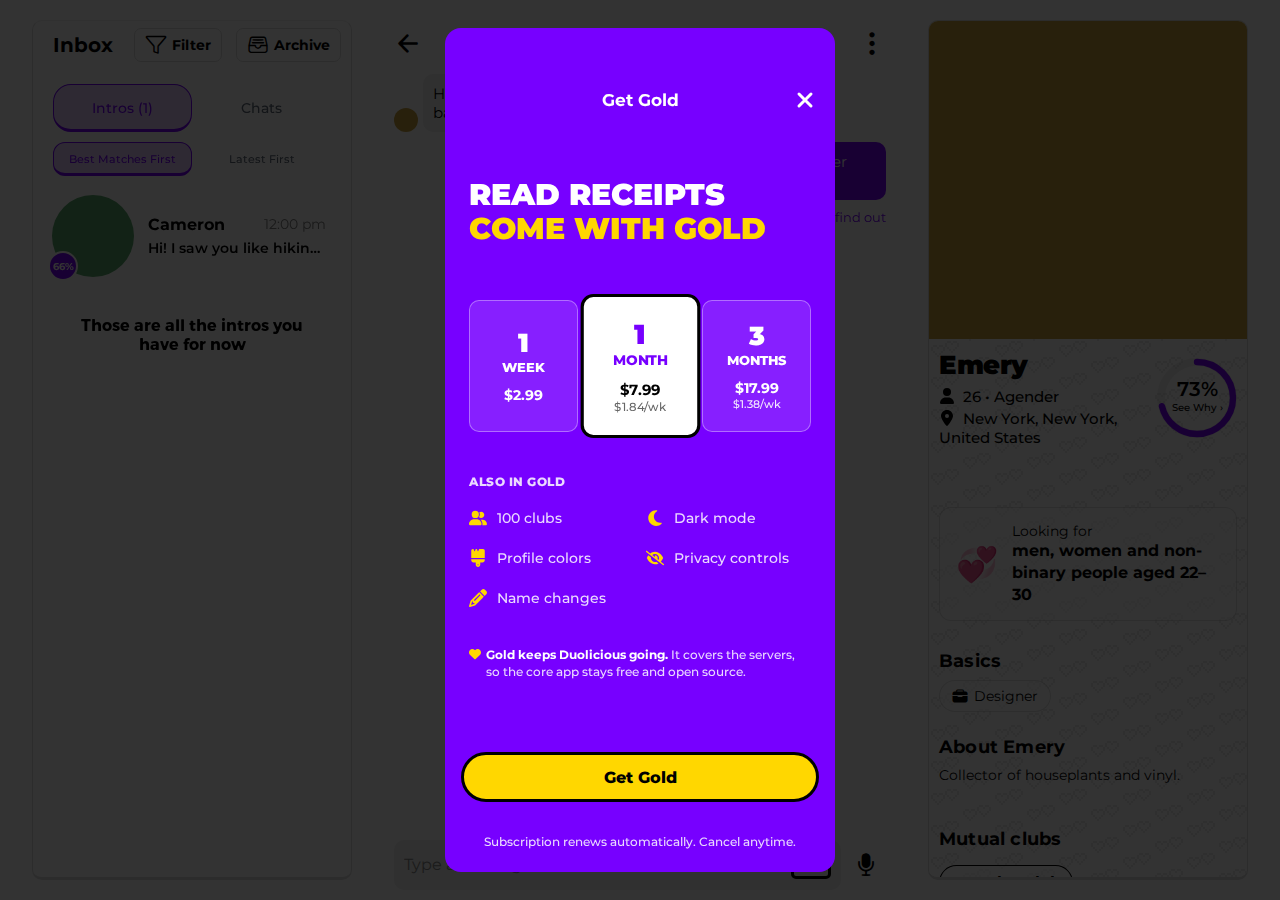 Inbox
Filter
Archive
Intros (1)
Chats
Best Matches First
Latest First
Cameron
12:00 pm
Hi! I saw you like hikin...
66%
Those are all the intros you
have for now
find out
Type
Get Gold
READ RECEIPTS
COME WITH GOLD
1
WEEK
$2.99
1
MONTH
$7.99
$1.84/wk
3
MONTHS
$17.99
$1.38/wk
ALSO IN GOLD
100 clubs
Dark mode
Profile colors
Privacy controls
Name changes
Gold keeps Duolicious going. It covers the servers,
so the core app stays free and open source.
Get Gold
Subscription renews automatically. Cancel anytime.
Emery
26 • Agender
New York, New York,
United States
73%
See Why ›
Looking for
men, women and non-
binary people aged 22–
30
Basics
Designer
About Emery
Collector of houseplants and vinyl.
Mutual clubs